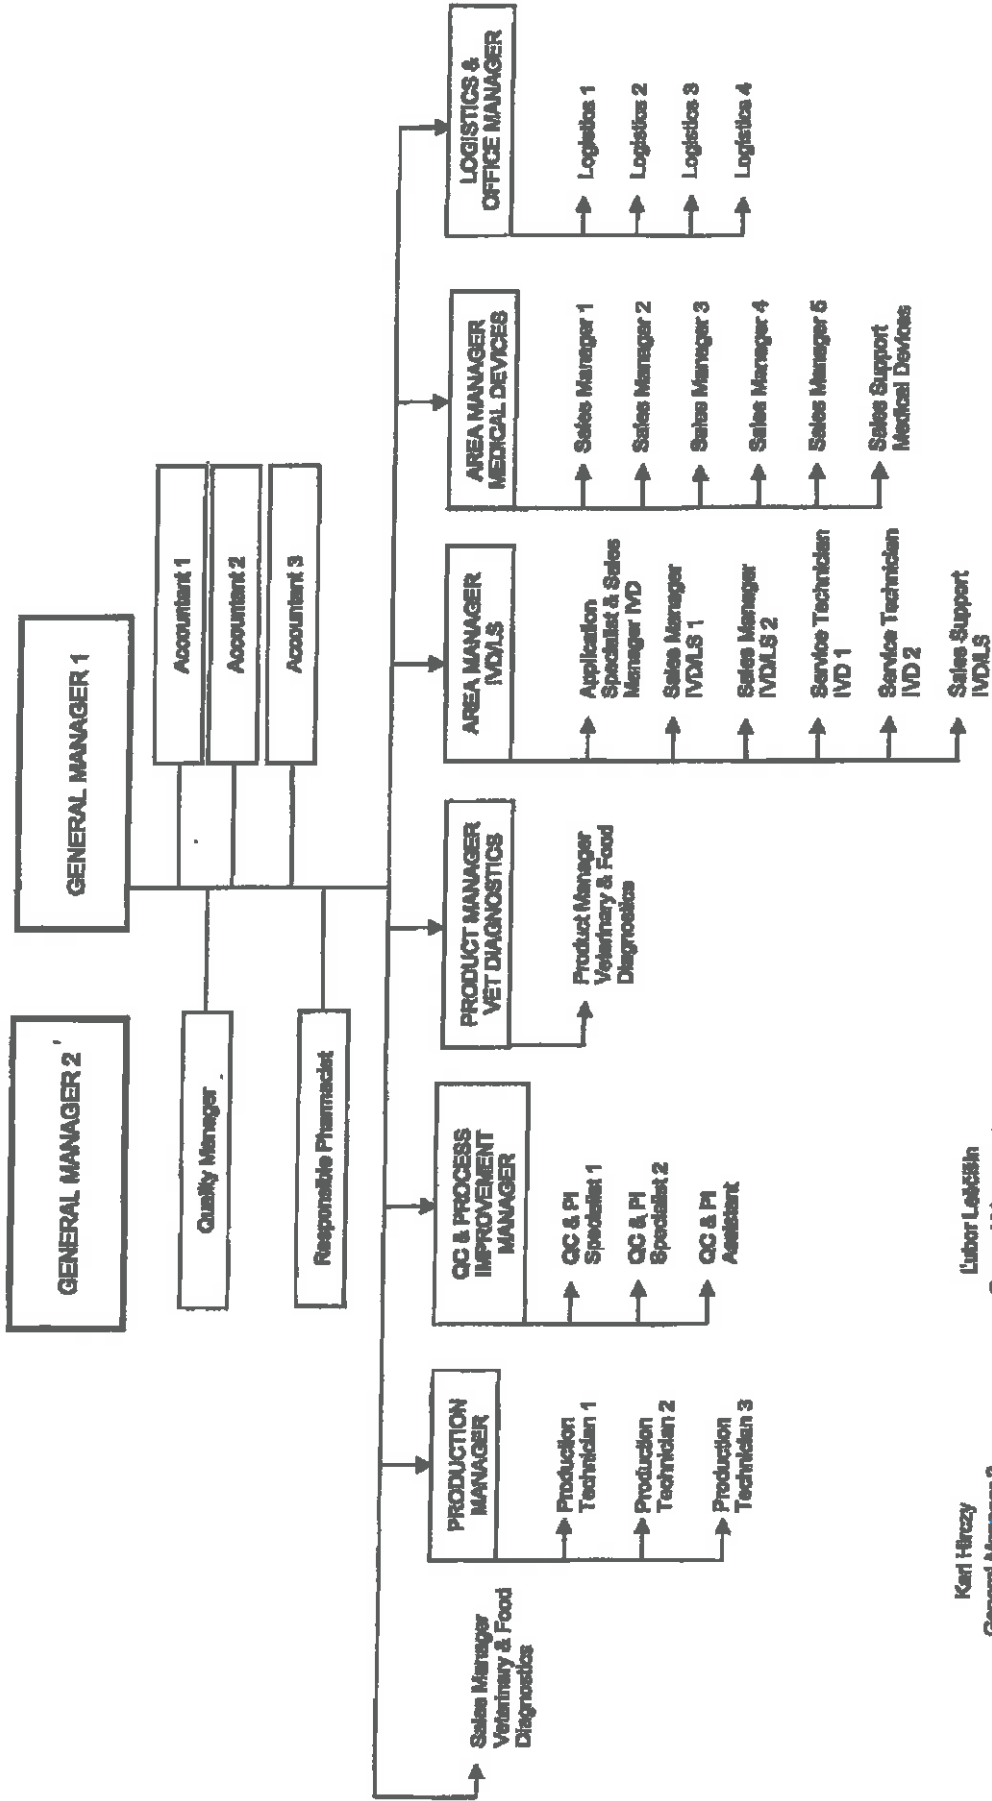 GENERAL MANAGER 2
GENERAL MANAGER 1
Quality Manager
Responsible Pharmacist
Accountant 1
Accountant 2
Accountant 3
Sales Manager
Veterinary & Food
Diagnostics
PRODUCTION
MANAGER
Production
Technician 1
Production
Technician 2
Production
Technician 3
QC & PROCESS
IMPROVEMENT
MANAGER
QC & PI
Specialist 1
QC & PI
Specialist 2
QC & PI
Assistant
PRODUCT MANAGER
VET DIAGNOSTICS
Product Manager
Veterinary & Food
Diagnostics
AREA MANAGER
IVD/LS
Application
Specialist & Sales
Manager IVD
Sales Manager
IVD/LS 1
Sales Manager
IVD/LS 2
Service Technician
IVD 1
Service Technician
IVD 2
Sales Support
IVD/LS
AREA MANAGER
MEDICAL DEVICES
Sales Manager 1
Sales Manager 2
Sales Manager 3
Sales Manager 4
Sales Manager 5
Sales Support
Medical Devices
LOGISTICS &
OFFICE MANAGER
Logistics 1
Logistics 2
Logistics 3
Logistics 4
Karl Hirczy
General Manager 2
Ľubor